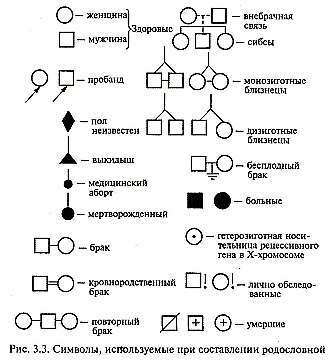 — женщина
— мужчина
Здоровые
— пробанд
— пол
неизвестен
— выкидыш
— медицинский
аборт
— мертворожденный
— брак
— кровнородственный
брак
— повторный
брак
— внебрачная
связь
— сибсы
— монозиготные
близнецы
— дизиготные
близнецы
— бесплодный
брак
— больные
— гетерозиготная носи-
тельница рецессивного
гена в X-хромосоме
— лично обследо-
ванные
— умершие
Рис. 3.3. Символы, используемые при составлении родословной